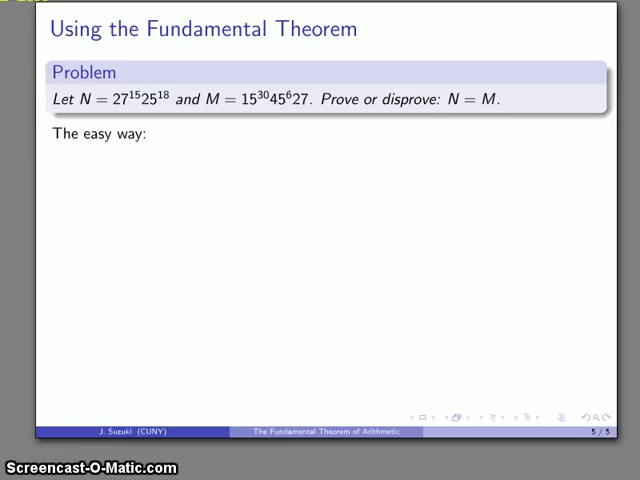 Using the Fundamental Theorem
Problem
Let N = 27¹⁵25¹⁸ and M = 15³⁰45⁶27. Prove or disprove: N = M.
The easy way:
J. Suzuki (CUNY) The Fundamental Theorem of Arithmetic 5 / 5
Screencast-O-Matic.com